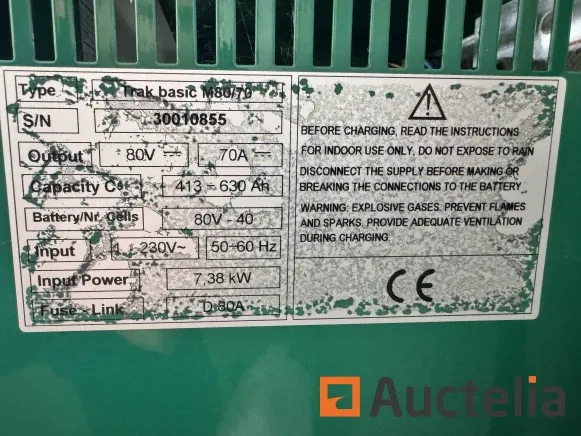 Type Trak basic M80/70
S/N 30010855
Output 80V ⎓ 70A ⎓
Capacity C 413 - 630 Ah
Battery/Nr. Cells 80V - 40
Input 230V~ 50-60 Hz
Input Power 7,38 kW
Fuse - Link D 80A
BEFORE CHARGING, READ THE INSTRUCTIONS
FOR INDOOR USE ONLY, DO NOT EXPOSE TO RAIN
DISCONNECT THE SUPPLY BEFORE MAKING OR
BREAKING THE CONNECTIONS TO THE BATTERY
WARNING: EXPLOSIVE GASES. PREVENT FLAMES
AND SPARKS. PROVIDE ADEQUATE VENTILATION
DURING CHARGING.
CE
Auctelia